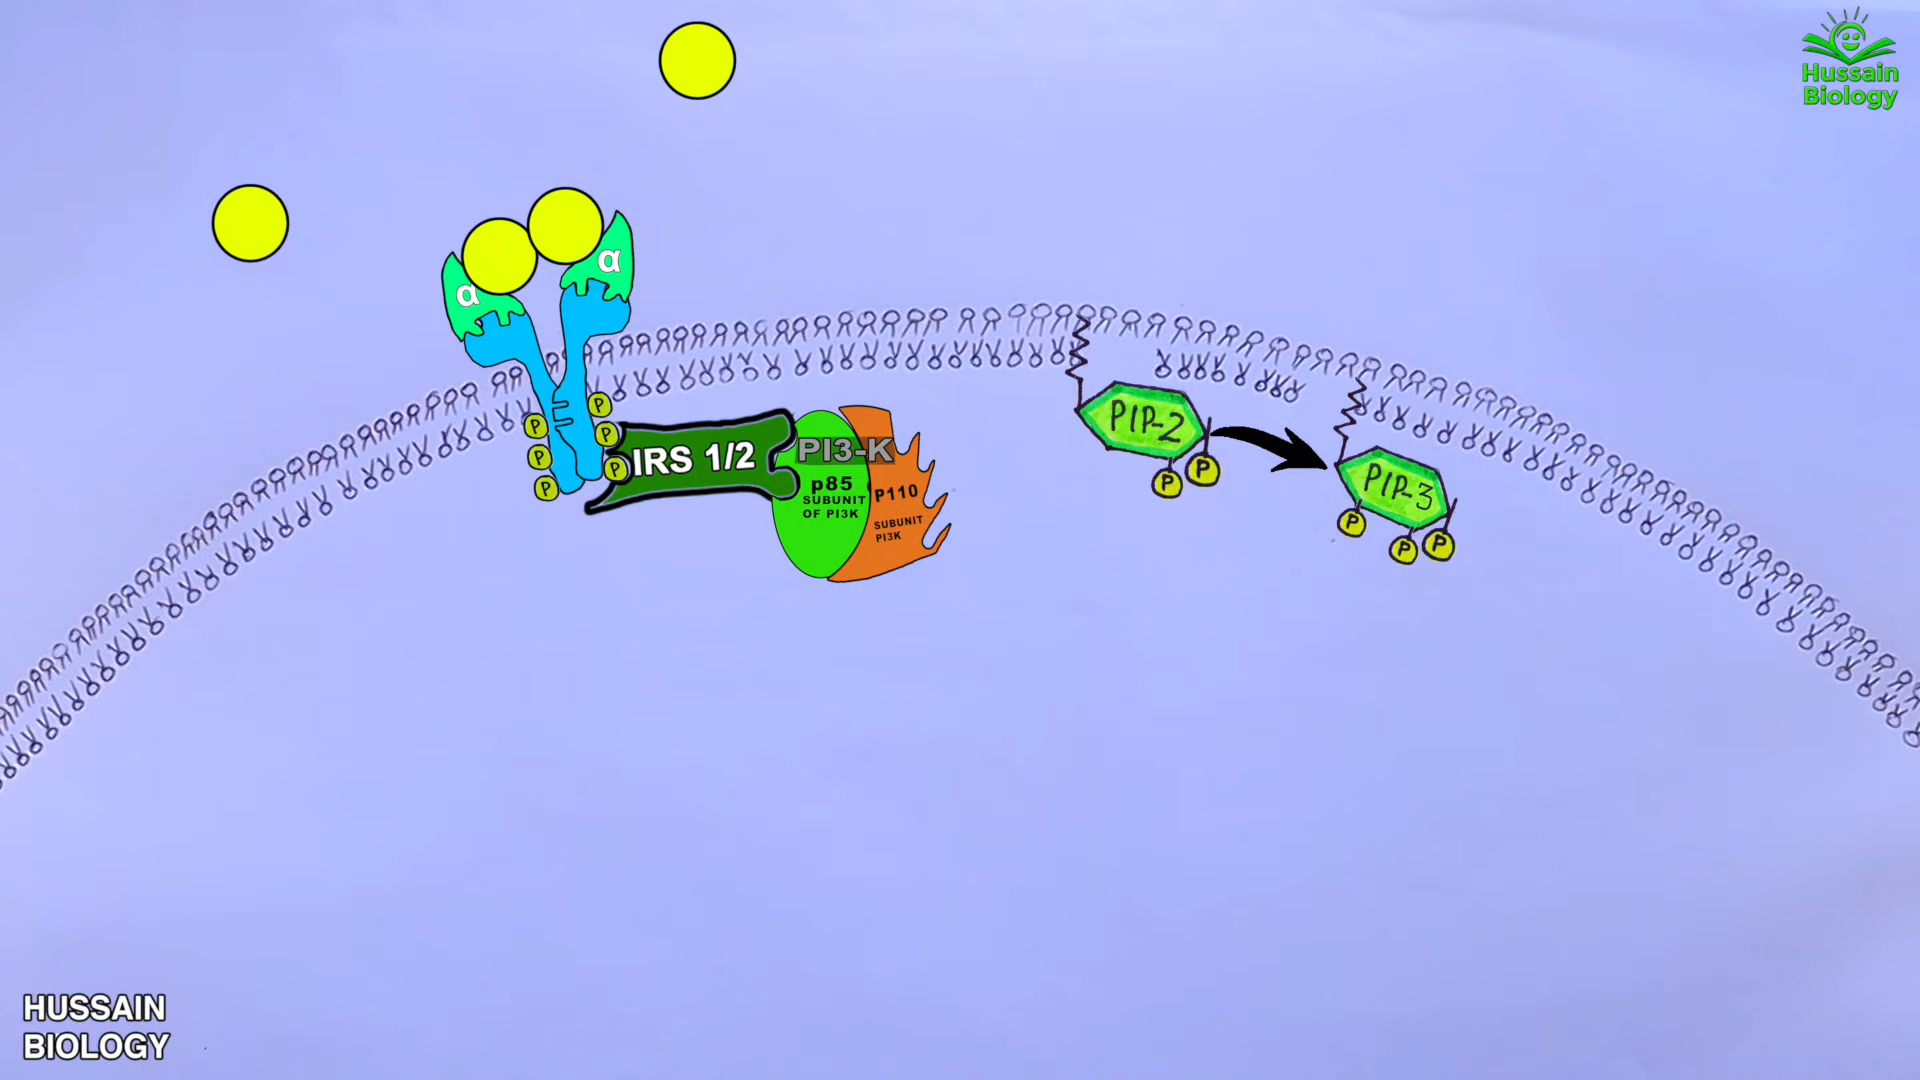 Hussain
Biology
α
α
P
P
P
P
P
P
IRS 1/2
PI3-K
p85
SUBUNIT
OF PI3K
P110
SUBUNIT
PI3K
PIP-2
P
P
PIP-3
P
P
P
HUSSAIN
BIOLOGY